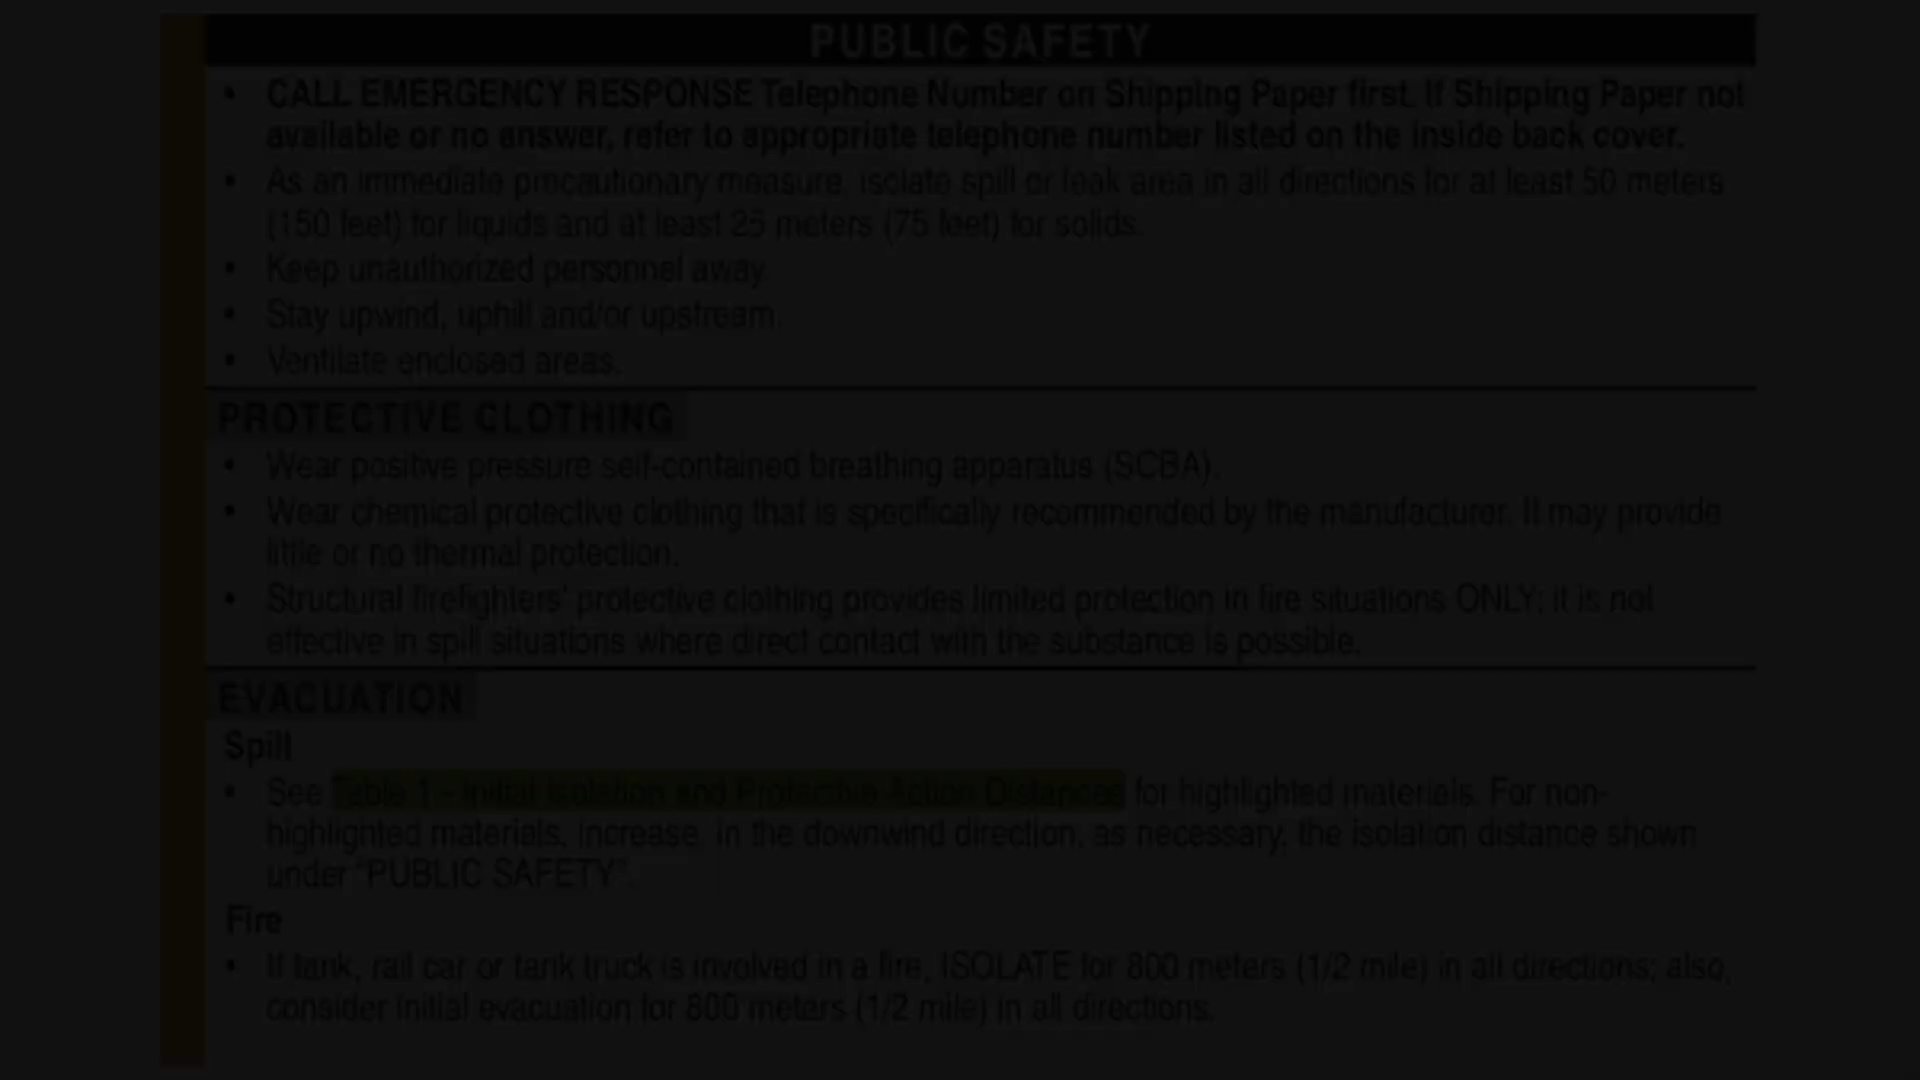 PUBLIC SAFETY
• CALL EMERGENCY RESPONSE Telephone Number on Shipping Paper first. If Shipping Paper not
available or no answer, refer to appropriate telephone number listed on the inside back cover.
• As an immediate precautionary measure, isolate spill or leak area in all directions for at least 50 meters
(150 feet) for liquids and at least 25 meters (75 feet) for solids.
• Keep unauthorized personnel away.
• Stay upwind, uphill and/or upstream.
• Ventilate enclosed areas.
PROTECTIVE CLOTHING
• Wear positive pressure self-contained breathing apparatus (SCBA).
• Wear chemical protective clothing that is specifically recommended by the manufacturer. It may provide
little or no thermal protection.
• Structural firefighters' protective clothing provides limited protection in fire situations ONLY; it is not
effective in spill situations where direct contact with the substance is possible.
EVACUATION
Spill
• See Table 1 - Initial Isolation and Protective Action Distances for highlighted materials. For non-
highlighted materials, increase, in the downwind direction, as necessary, the isolation distance shown
under "PUBLIC SAFETY".
Fire
• If tank, rail car or tank truck is involved in a fire, ISOLATE for 800 meters (1/2 mile) in all directions; also,
consider initial evacuation for 800 meters (1/2 mile) in all directions.